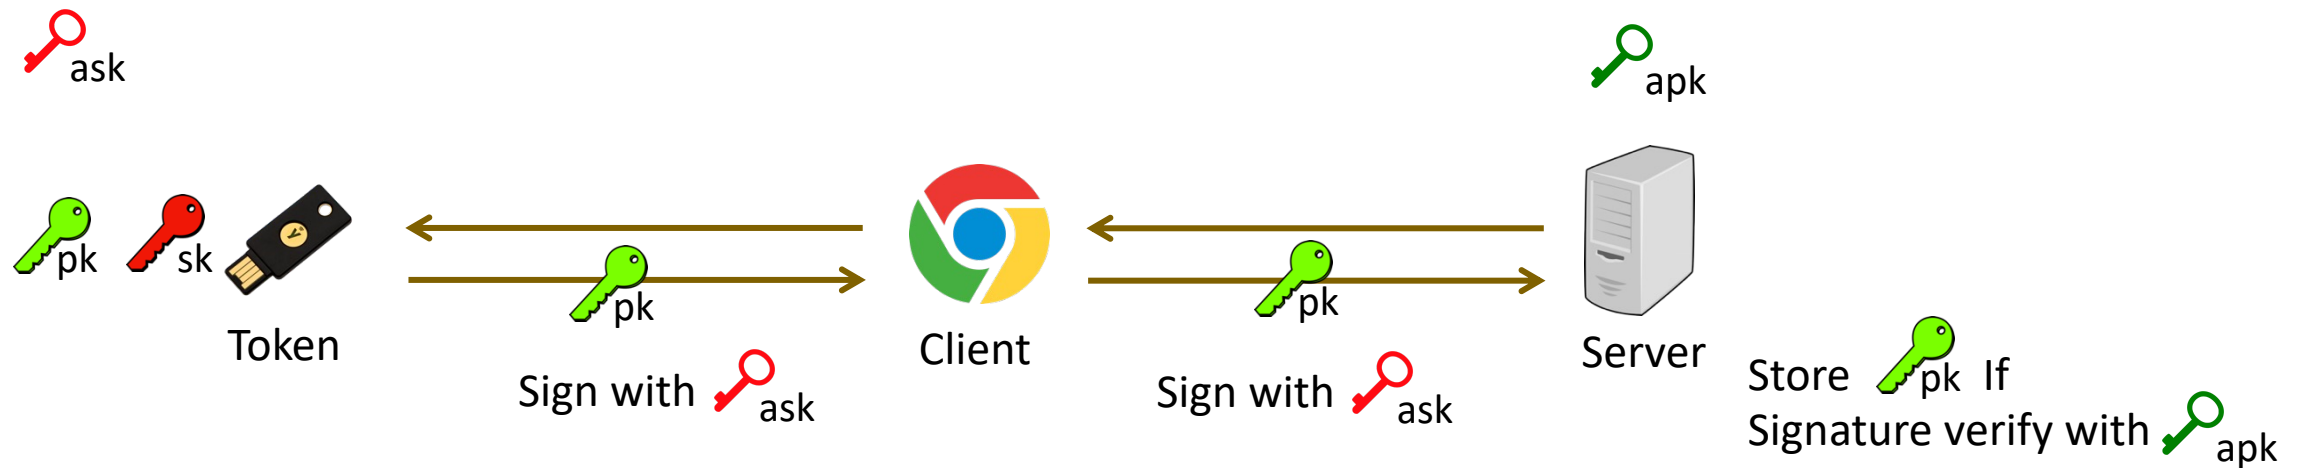 ask
apk
pk sk
pk
pk
Token
Client
Server
Sign with ask
Sign with ask
Store pk If
Signature verify with apk